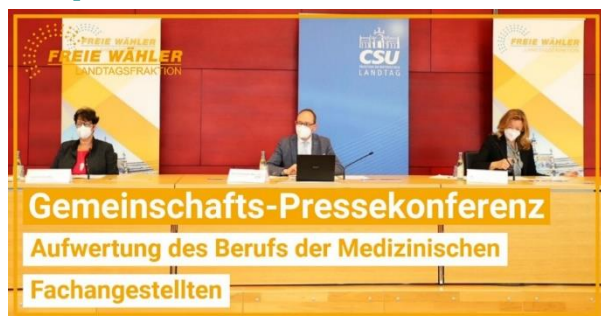 FREIE WÄHLER
FREIE WÄHLER
LANDTAGSFRAKTION
CSU
LANDTAG
FREIE WÄHLER
Gemeinschafts-Pressekonferenz
Aufwertung des Berufs der Medizinischen
Fachangestellten